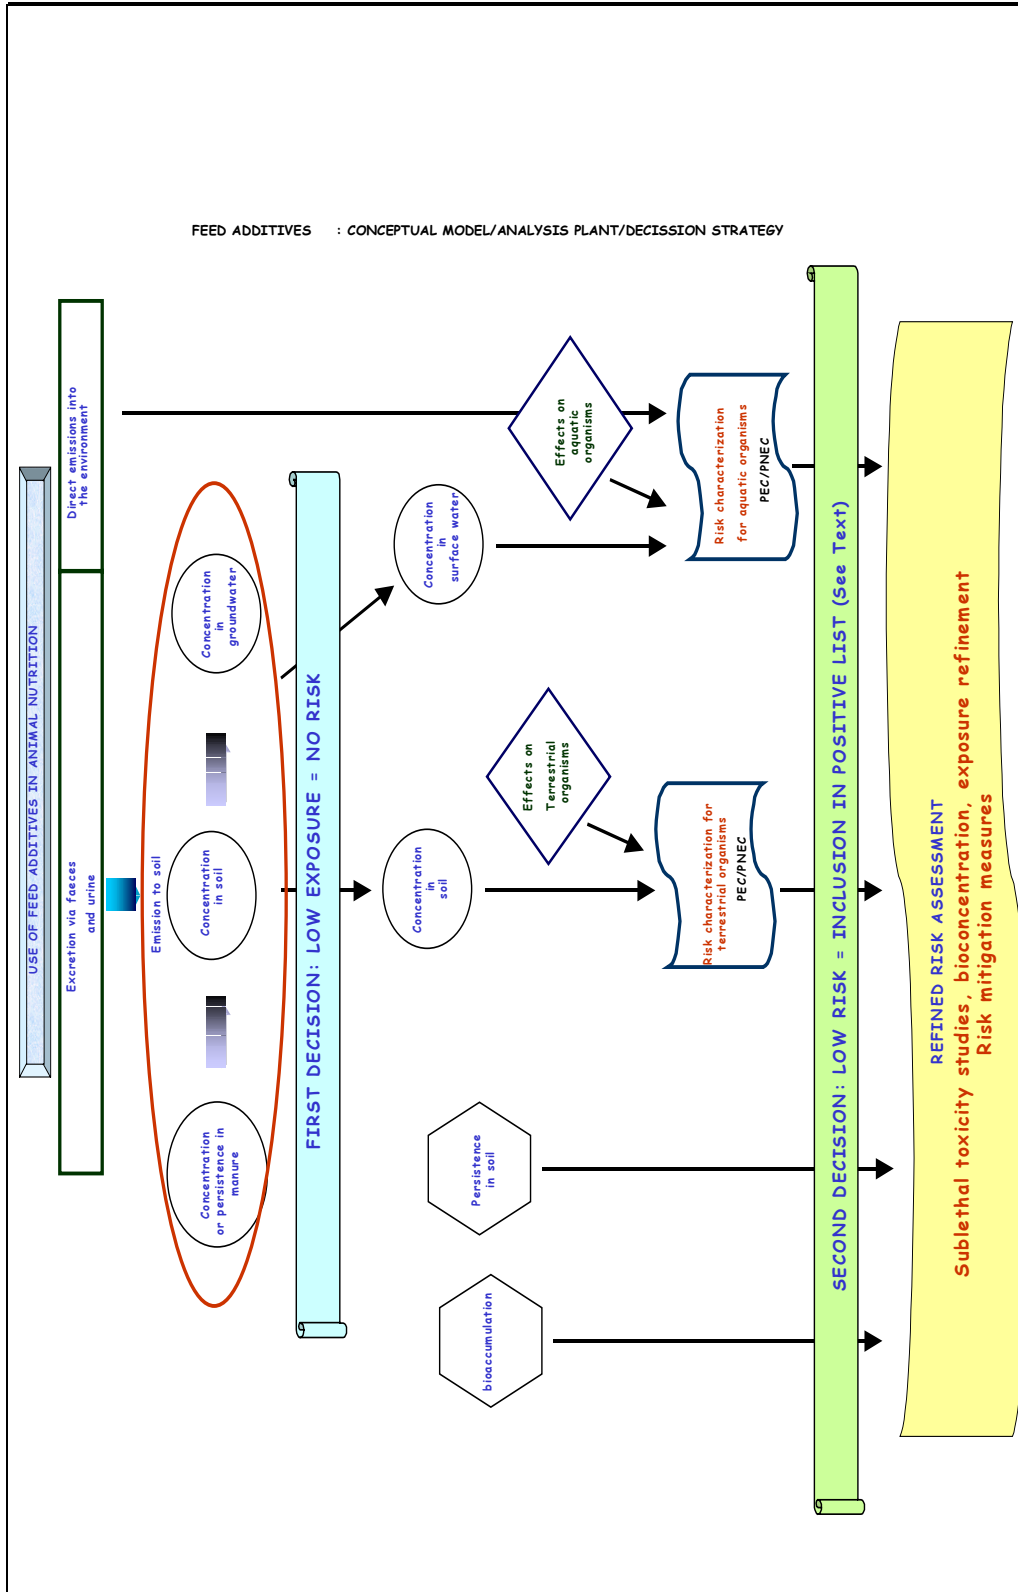 FEED ADDITIVES : CONCEPTUAL MODEL/ANALYSIS PLANT/DECISSION STRATEGY
USE OF FEED ADDITIVES IN ANIMAL NUTRITION
Excretion via faeces
and urine
Direct emissions into
the environment
Emission to soil
Concentration
or persistence in
manure
Concentration
in soil
Concentration
in
groundwater
FIRST DECISION: LOW EXPOSURE = NO RISK
bioaccumulation
Persistence
in soil
Concentration
in
soil
Concentration
in
surface water
Effects on
Terrestrial
organisms
Effects on
aquatic
organisms
Risk characterization for
terrestrial organisms
PEC/PNEC
Risk characterization
for aquatic organisms
PEC/PNEC
SECOND DECISION: LOW RISK = INCLUSION IN POSITIVE LIST (See Text)
REFINED RISK ASSESSMENT
Sublethal toxicity studies, bioconcentration, exposure refinement
Risk mitigation measures